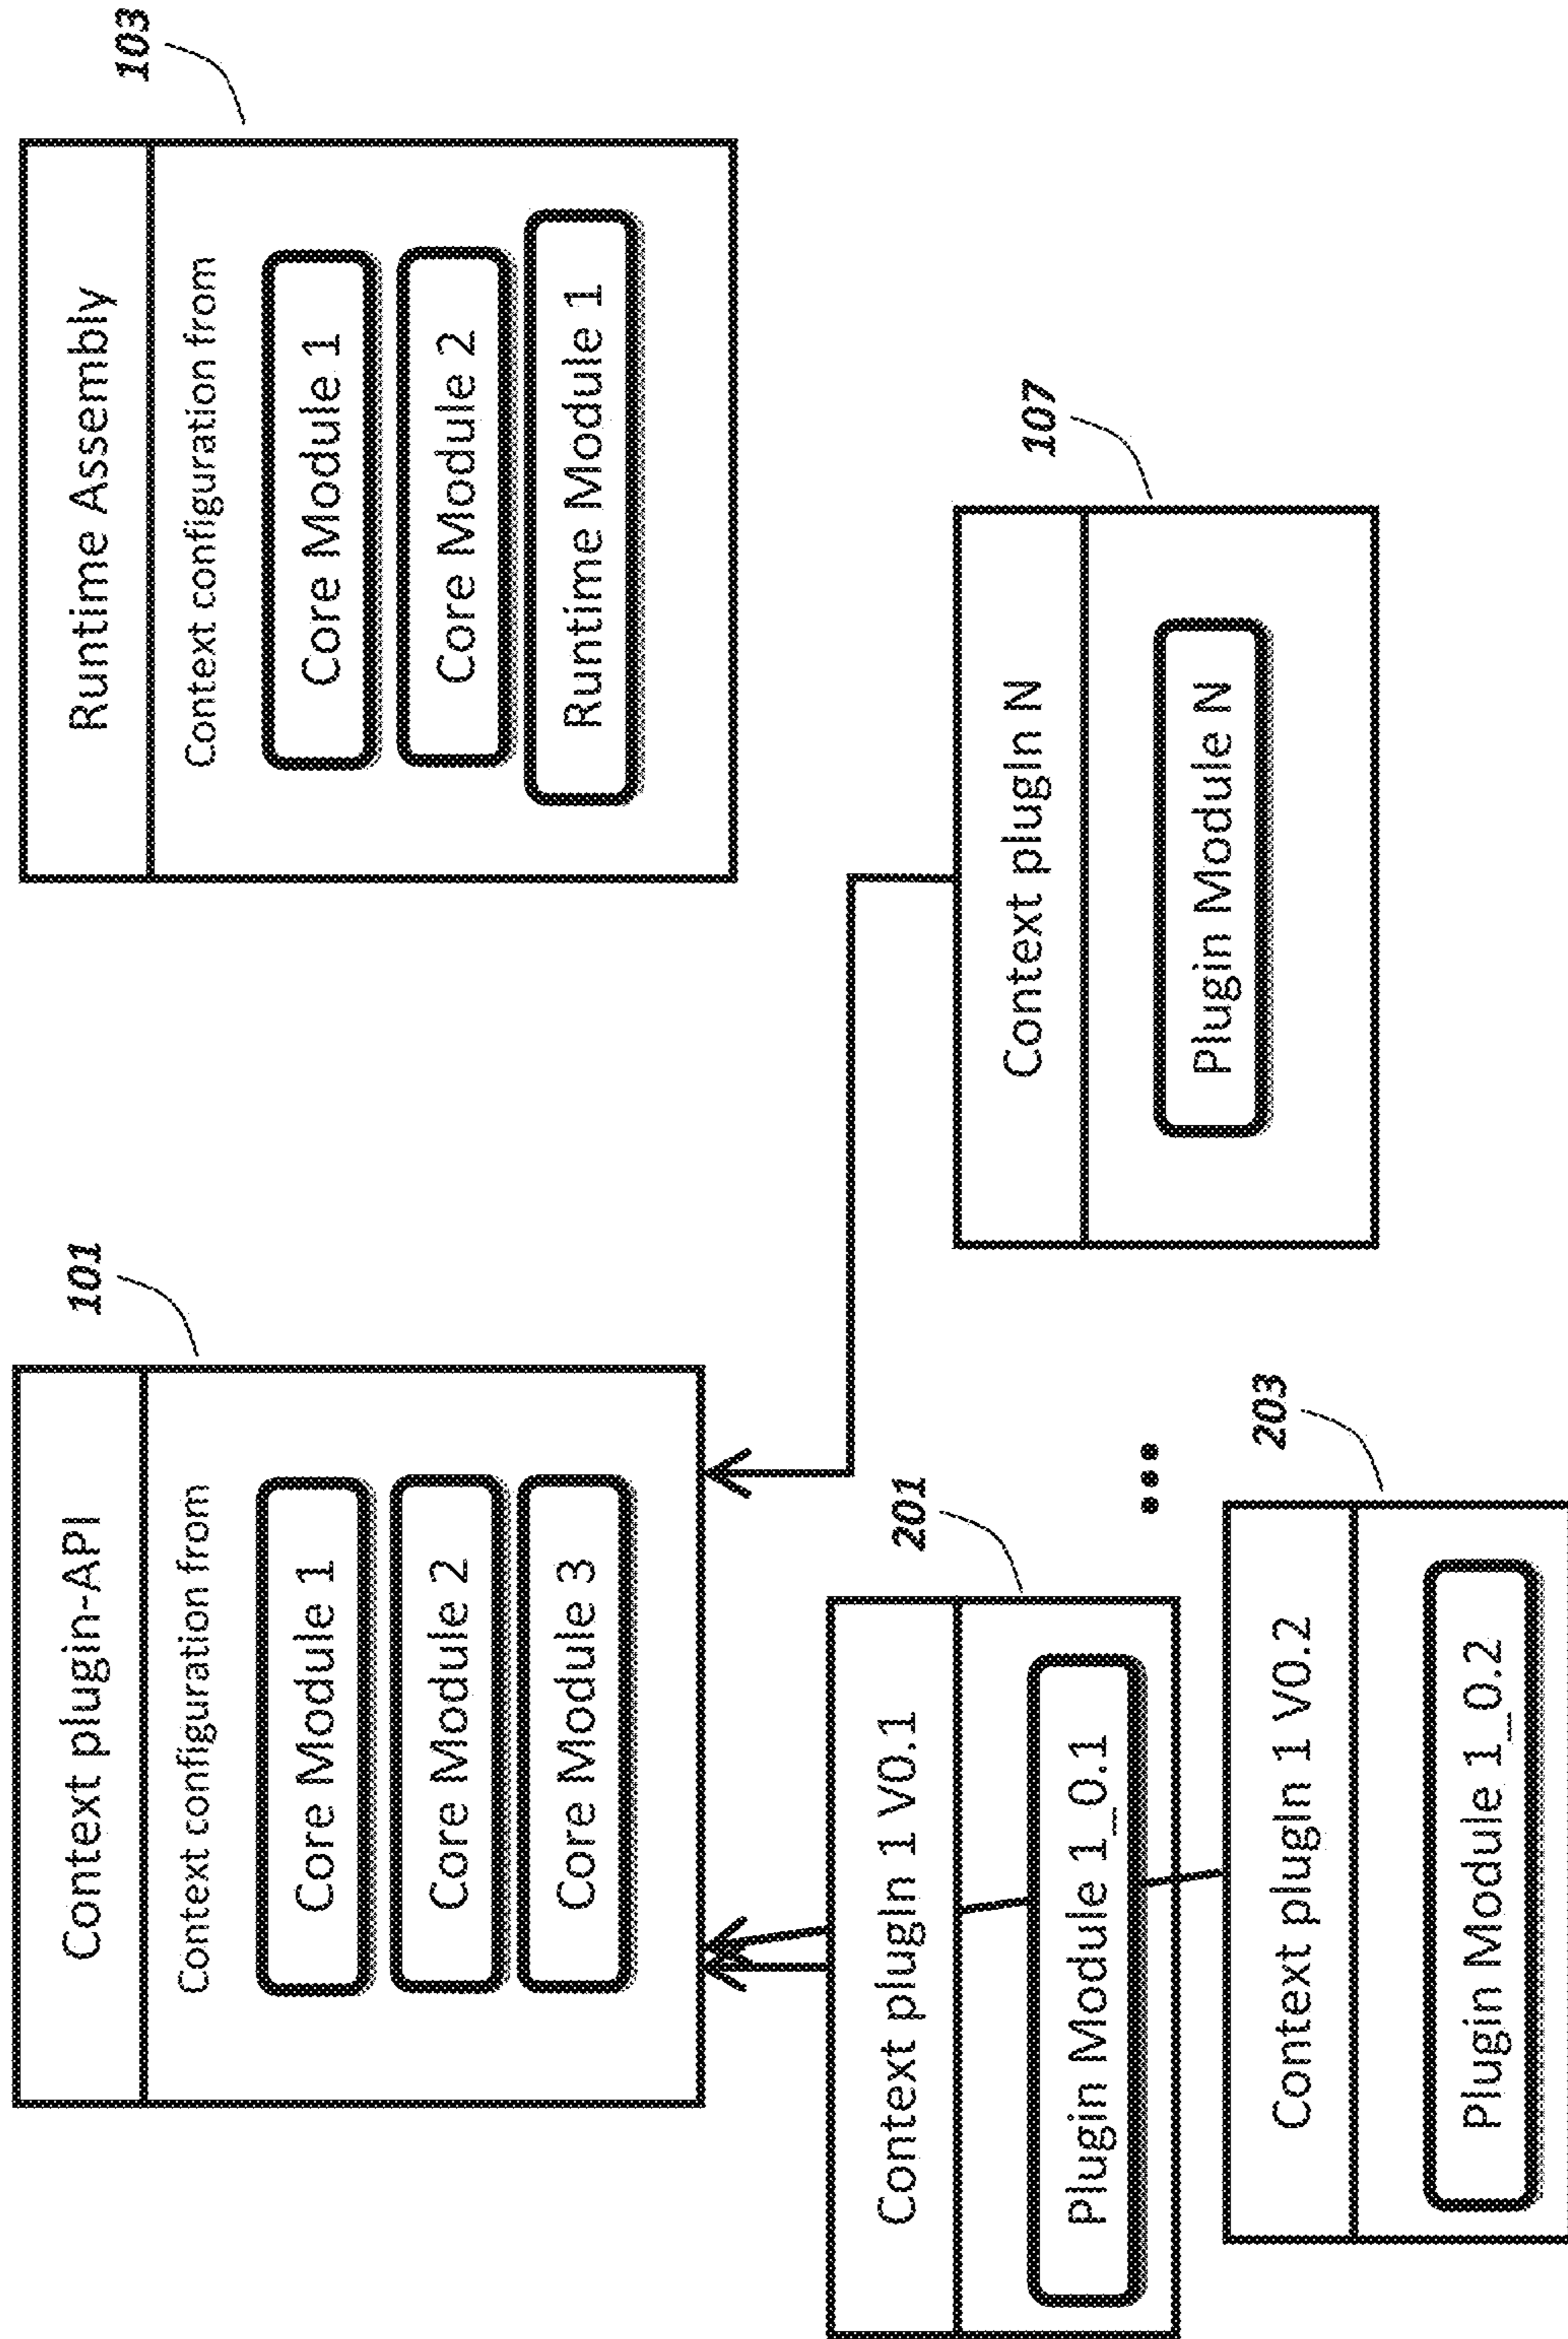 101
Context plugin-API
Context configuration from
Core Module 1
Core Module 2
Core Module 3
103
Runtime Assembly
Context configuration from
Core Module 1
Core Module 2
Runtime Module 1
201
Context plugIn 1 V0.1
Plugin Module 1_0.1
203
Context plugIn 1 V0.2
Plugin Module 1_0.2
...
107
Context plugIn N
Plugin Module N